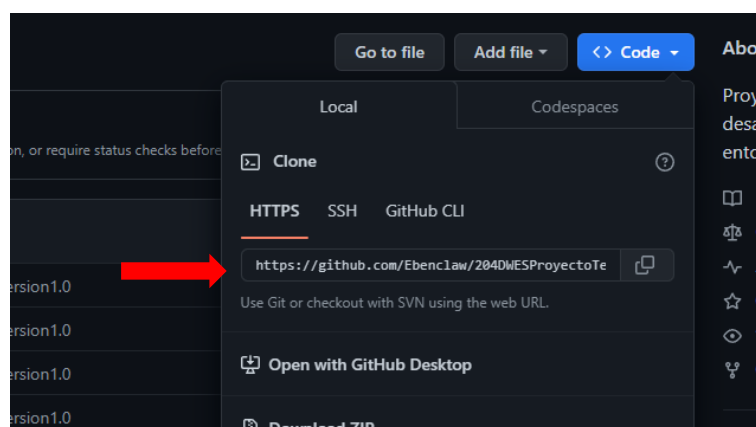 Go to file
Add file
<> Code
Local
Codespaces
on, or require status checks before
Clone
HTTPS
SSH
GitHub CLI
https://github.com/Ebenclaw/204DWESProyectoTe
Use Git or checkout with SVN using the web URL.
ersion1.0
ersion1.0
ersion1.0
ersion1.0
Open with GitHub Desktop
Download ZIP
Abo
Proy
desa
ento